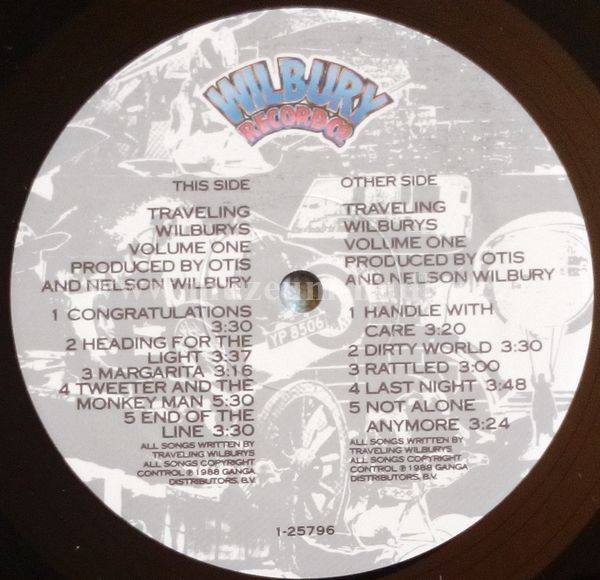 WILBURY
RECORD CO.
THIS SIDE
TRAVELING
WILBURYS
VOLUME ONE
PRODUCED BY OTIS
AND NELSON WILBURY
1 CONGRATULATIONS
3:30
2 HEADING FOR THE
LIGHT 3:37
3 MARGARITA 3:16
4 TWEETER AND THE
MONKEY MAN 5:30
5 END OF THE
LINE 3:30
ALL SONGS WRITTEN BY
TRAVELING WILBURYS
ALL SONGS COPYRIGHT
CONTROL ℗ 1988 GANGA
DISTRIBUTORS, B.V.
OTHER SIDE
TRAVELING
WILBURYS
VOLUME ONE
PRODUCED BY OTIS
AND NELSON WILBURY
1 HANDLE WITH
CARE 3:20
2 DIRTY WORLD 3:30
3 RATTLED 3:00
4 LAST NIGHT 3:48
5 NOT ALONE
ANYMORE 3:24
ALL SONGS WRITTEN BY
TRAVELING WILBURYS
ALL SONGS COPYRIGHT
CONTROL ℗ 1988 GANGA
DISTRIBUTORS, B.V.
YP 8506
1-25796